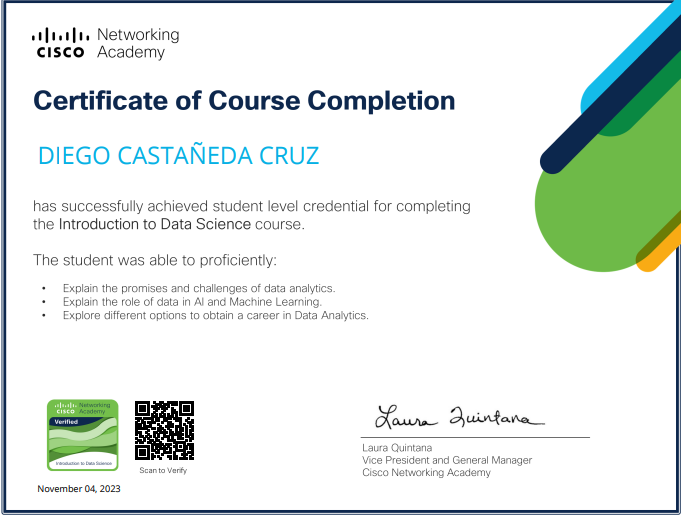 Networking
CISCO Academy
Certificate of Course Completion
DIEGO CASTAÑEDA CRUZ
has successfully achieved student level credential for completing
the Introduction to Data Science course.
The student was able to proficiently:
• Explain the promises and challenges of data analytics.
• Explain the role of data in AI and Machine Learning.
• Explore different options to obtain a career in Data Analytics.
Networking
CISCO Academy
Verified
Introduction to Data Science
Scan to Verify
November 04, 2023
Laura Quintana
Laura Quintana
Vice President and General Manager
Cisco Networking Academy